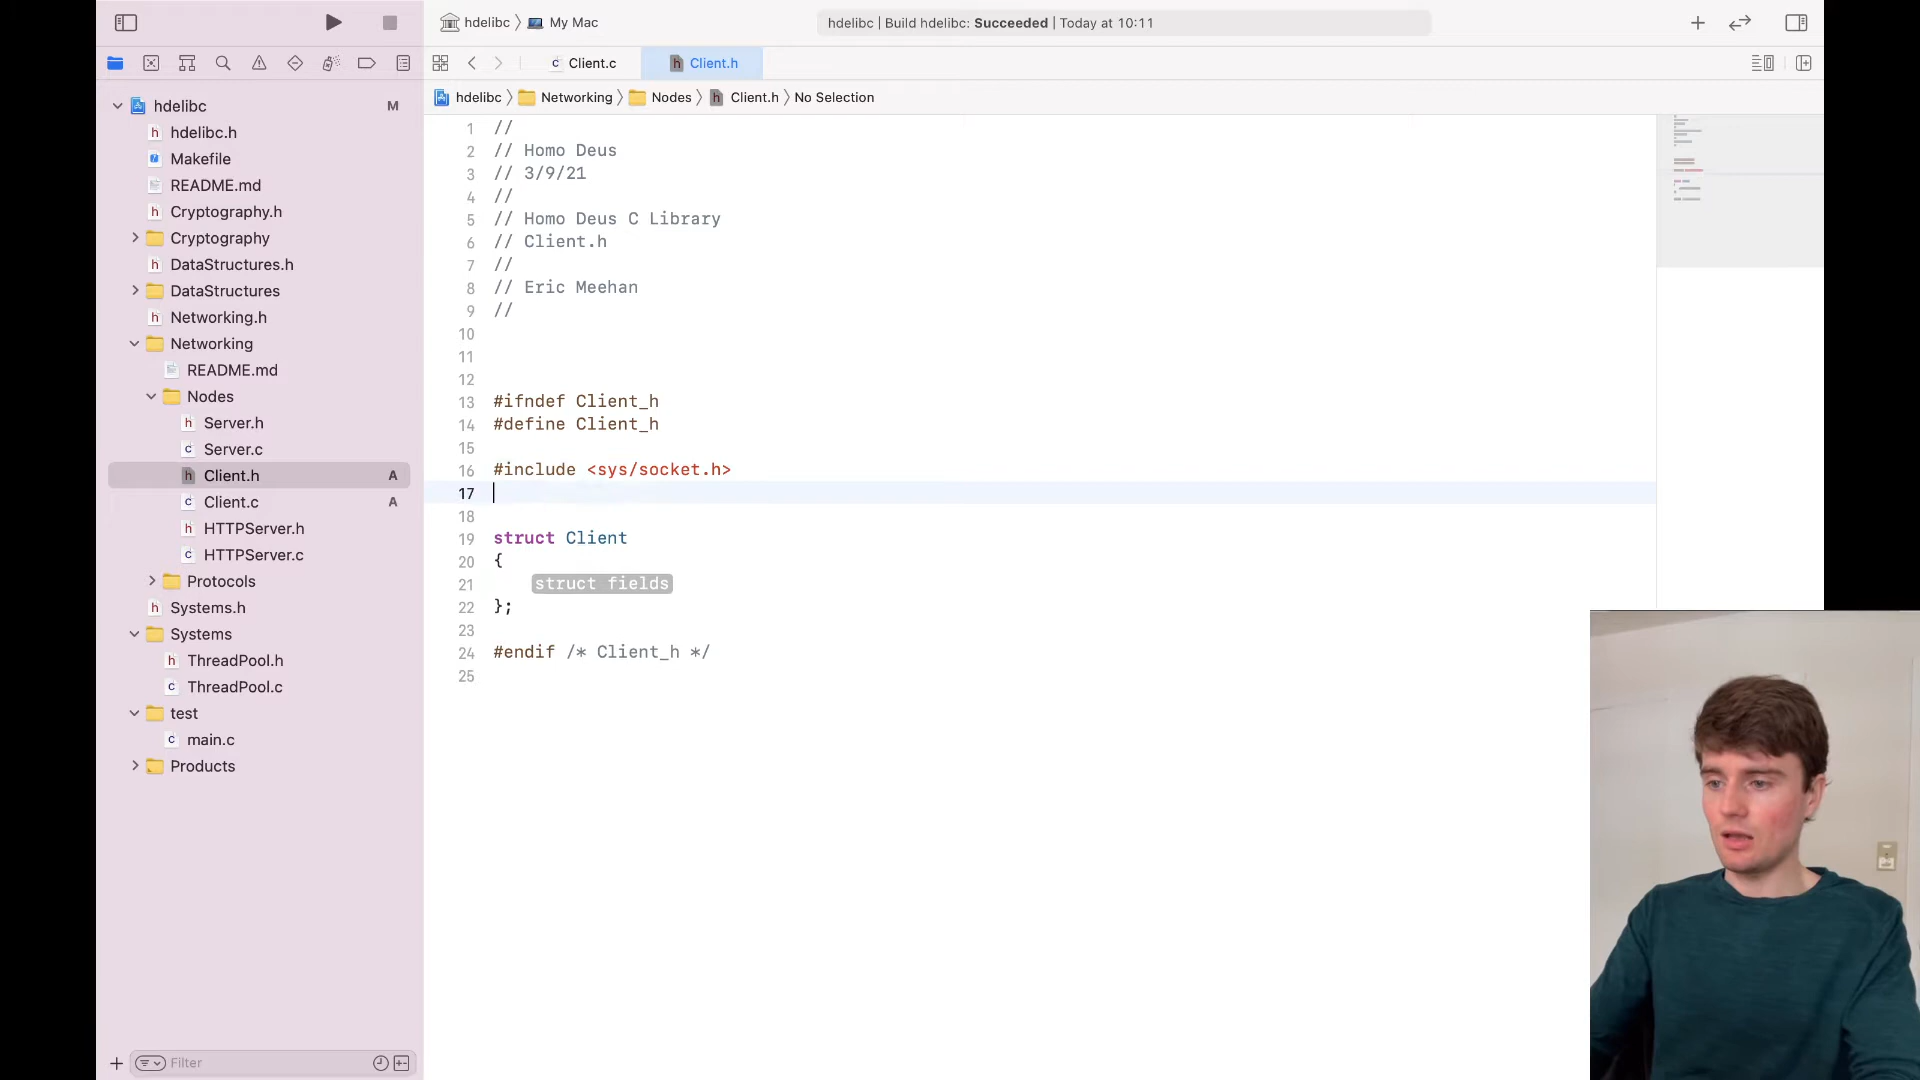 hdelibc
My Mac
hdelibc | Build hdelibc: Succeeded | Today at 10:11
Client.c
Client.h
hdelibc
Networking
Nodes
Client.h
No Selection
hdelibc M
hdelibc.h
Makefile
README.md
Cryptography.h
Cryptography
DataStructures.h
DataStructures
Networking.h
Networking
README.md
Nodes
Server.h
Server.c
Client.h A
Client.c A
HTTPServer.h
HTTPServer.c
Protocols
Systems.h
Systems
ThreadPool.h
ThreadPool.c
test
main.c
Products
Filter
1 //
2 // Homo Deus
3 // 3/9/21
4 //
5 // Homo Deus C Library
6 // Client.h
7 //
8 // Eric Meehan
9 //
10
11
12
13 #ifndef Client_h
14 #define Client_h
15
16 #include <sys/socket.h>
17
18
19 struct Client
20 {
21 struct fields
22 };
23
24 #endif /* Client_h */
25